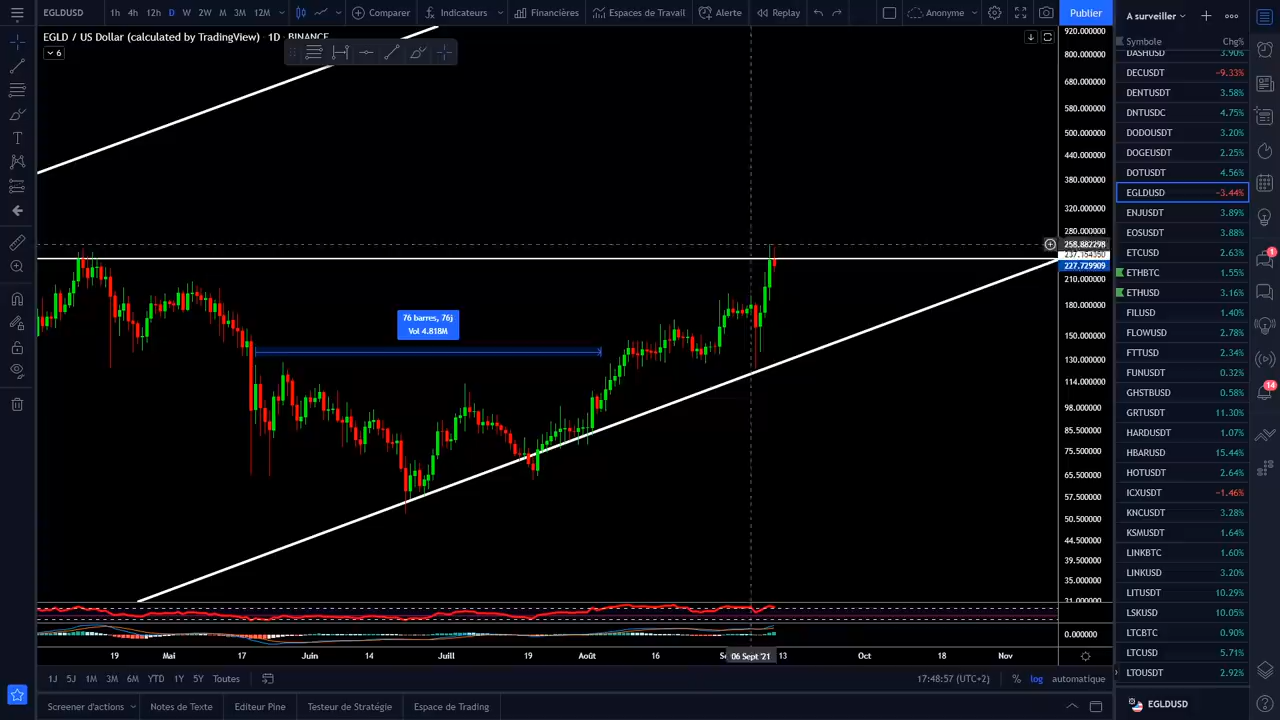 EGLDUSD 1h 4h 12h D W 2W M 3M 12M Comparer Indicateurs Financières Espaces de Travail Alerte Replay Anonyme Publier
EGLD / US Dollar (calculated by TradingView) · 1D · BINANCE
6
920.000000
800.000000
680.000000
580.000000
500.000000
440.000000
380.000000
320.000000
280.000000
258.882298
237.154350
227.729909
210.000000
180.000000
150.000000
130.000000
114.000000
98.000000
85.500000
75.500000
65.500000
57.500000
50.500000
44.500000
39.500000
35.000000
31.000000
0.000000
76 barres, 76j
Vol 4.818M
19 Mai 17 Juin 14 Juill 19 Août 16 06 Sept '21 13 Oct 18 Nov
1J 5J 1M 3M 6M YTD 1Y 5Y Toutes 17:48:57 (UTC+2) % log automatique
Screener d'actions Notes de Texte Editeur Pine Testeur de Stratégie Espace de Trading
A surveiller
Symbole Chg%
DASHUSD 3.90%
DECUSDT −9.33%
DENTUSDT 3.58%
DNTUSDC 4.75%
DODOUSDT 3.20%
DOGEUSDT 2.25%
DOTUSDT 4.56%
EGLDUSD −3.44%
ENJUSDT 3.89%
EOSUSDT 3.88%
ETCUSD 2.63%
ETHBTC 1.55%
ETHUSD 3.16%
FILUSD 1.40%
FLOWUSD 2.78%
FTTUSD 2.34%
FUNUSDT 0.32%
GHSTBUSD 0.58%
GRTUSD 11.30%
HARDUSDT 1.07%
HBARUSD 15.44%
HOTUSDT 2.64%
ICXUSDT −1.46%
KNCUSDT 3.28%
KSMUSDT 1.64%
LINKBTC 1.60%
LINKUSD 3.20%
LITUSDT 10.29%
LSKUSD 10.05%
LTCBTC 0.90%
LTCUSD 5.71%
LTOUSDT 2.92%
EGLDUSD
1
14